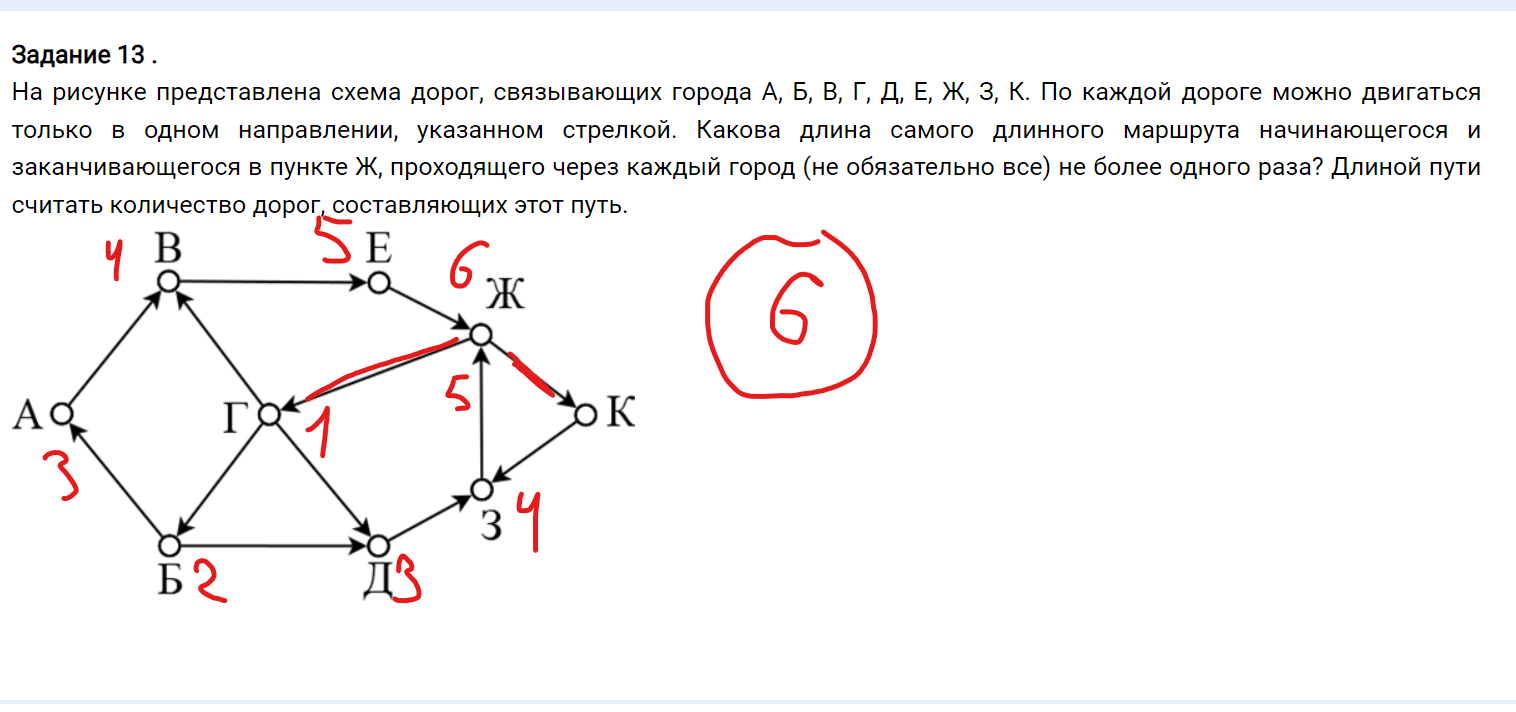 Задание 13 .
На рисунке представлена схема дорог, связывающих города А, Б, В, Г, Д, Е, Ж, З, К. По каждой дороге можно двигаться
только в одном направлении, указанном стрелкой. Какова длина самого длинного маршрута начинающегося и
заканчивающегося в пункте Ж, проходящего через каждый город (не обязательно все) не более одного раза? Длиной пути
считать количество дорог, составляющих этот путь.
4 В 5 Е
6 Ж
6
5
А Г 1 К
3
З 4
Б 2 Д 3